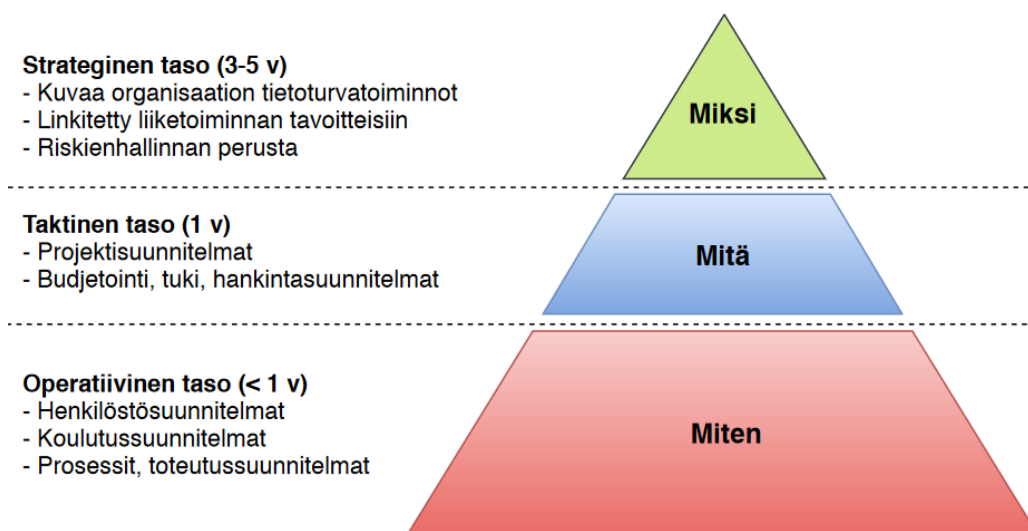 Strateginen taso (3-5 v)
- Kuvaa organisaation tietoturvatoiminnot
- Linkitetty liiketoiminnan tavoitteisiin
- Riskienhallinnan perusta
Miksi
Taktinen taso (1 v)
- Projektisuunnitelmat
- Budjetointi, tuki, hankintasuunnitelmat
Mitä
Operatiivinen taso (< 1 v)
- Henkilöstösuunnitelmat
- Koulutussuunnitelmat
- Prosessit, toteutussuunnitelmat
Miten